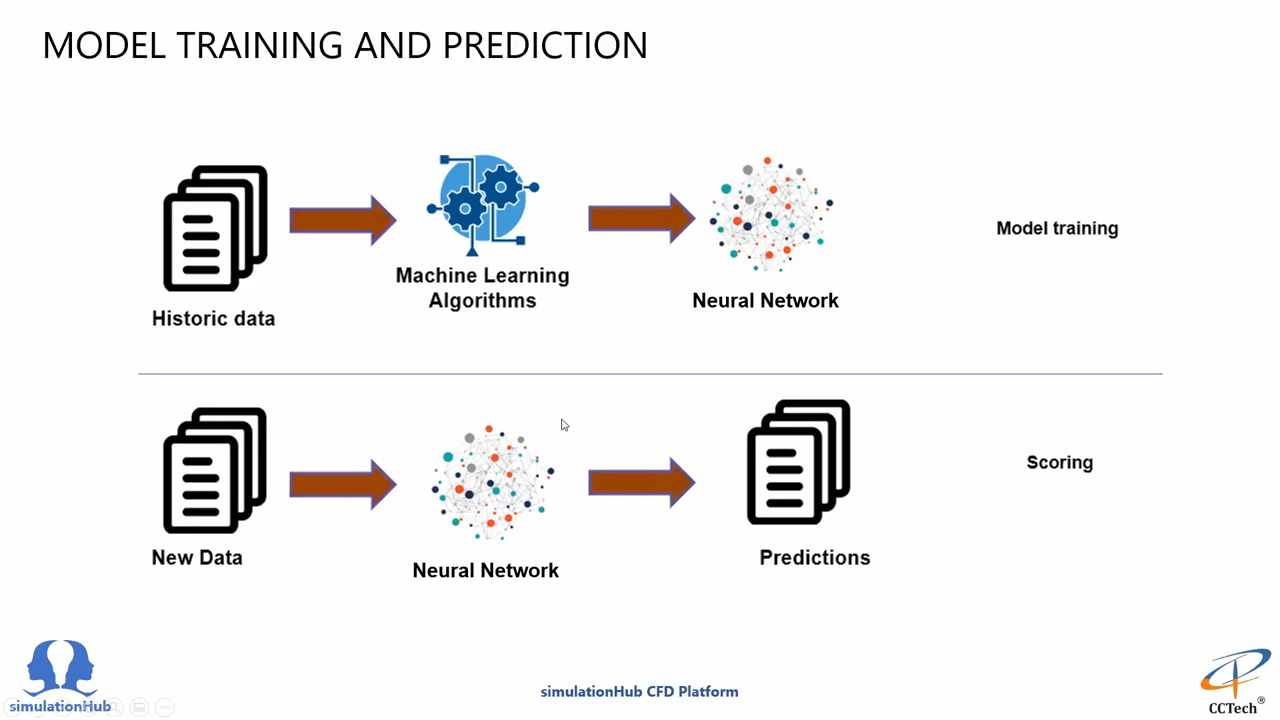 MODEL TRAINING AND PREDICTION
Historic data
Machine Learning
Algorithms
Neural Network
Model training
New Data
Neural Network
Predictions
Scoring
simulationHub
simulationHub CFD Platform
CCTech®